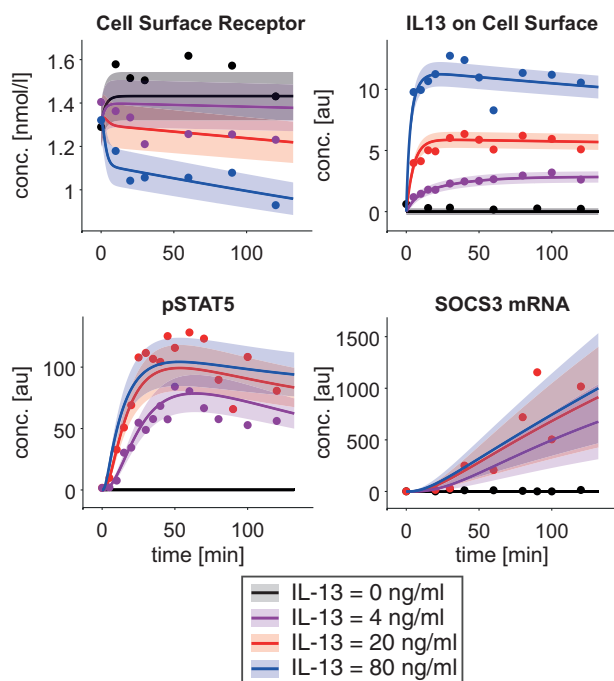 Cell Surface Receptor
conc. [nmol/l]
1.6
1.4
1.2
1
0
50
100
IL13 on Cell Surface
conc. [au]
10
5
0
0
50
100
pSTAT5
conc. [au]
100
50
0
0
50
100
time [min]
SOCS3 mRNA
conc. [au]
1500
1000
500
0
0
50
100
time [min]
IL-13 = 0 ng/ml
IL-13 = 4 ng/ml
IL-13 = 20 ng/ml
IL-13 = 80 ng/ml